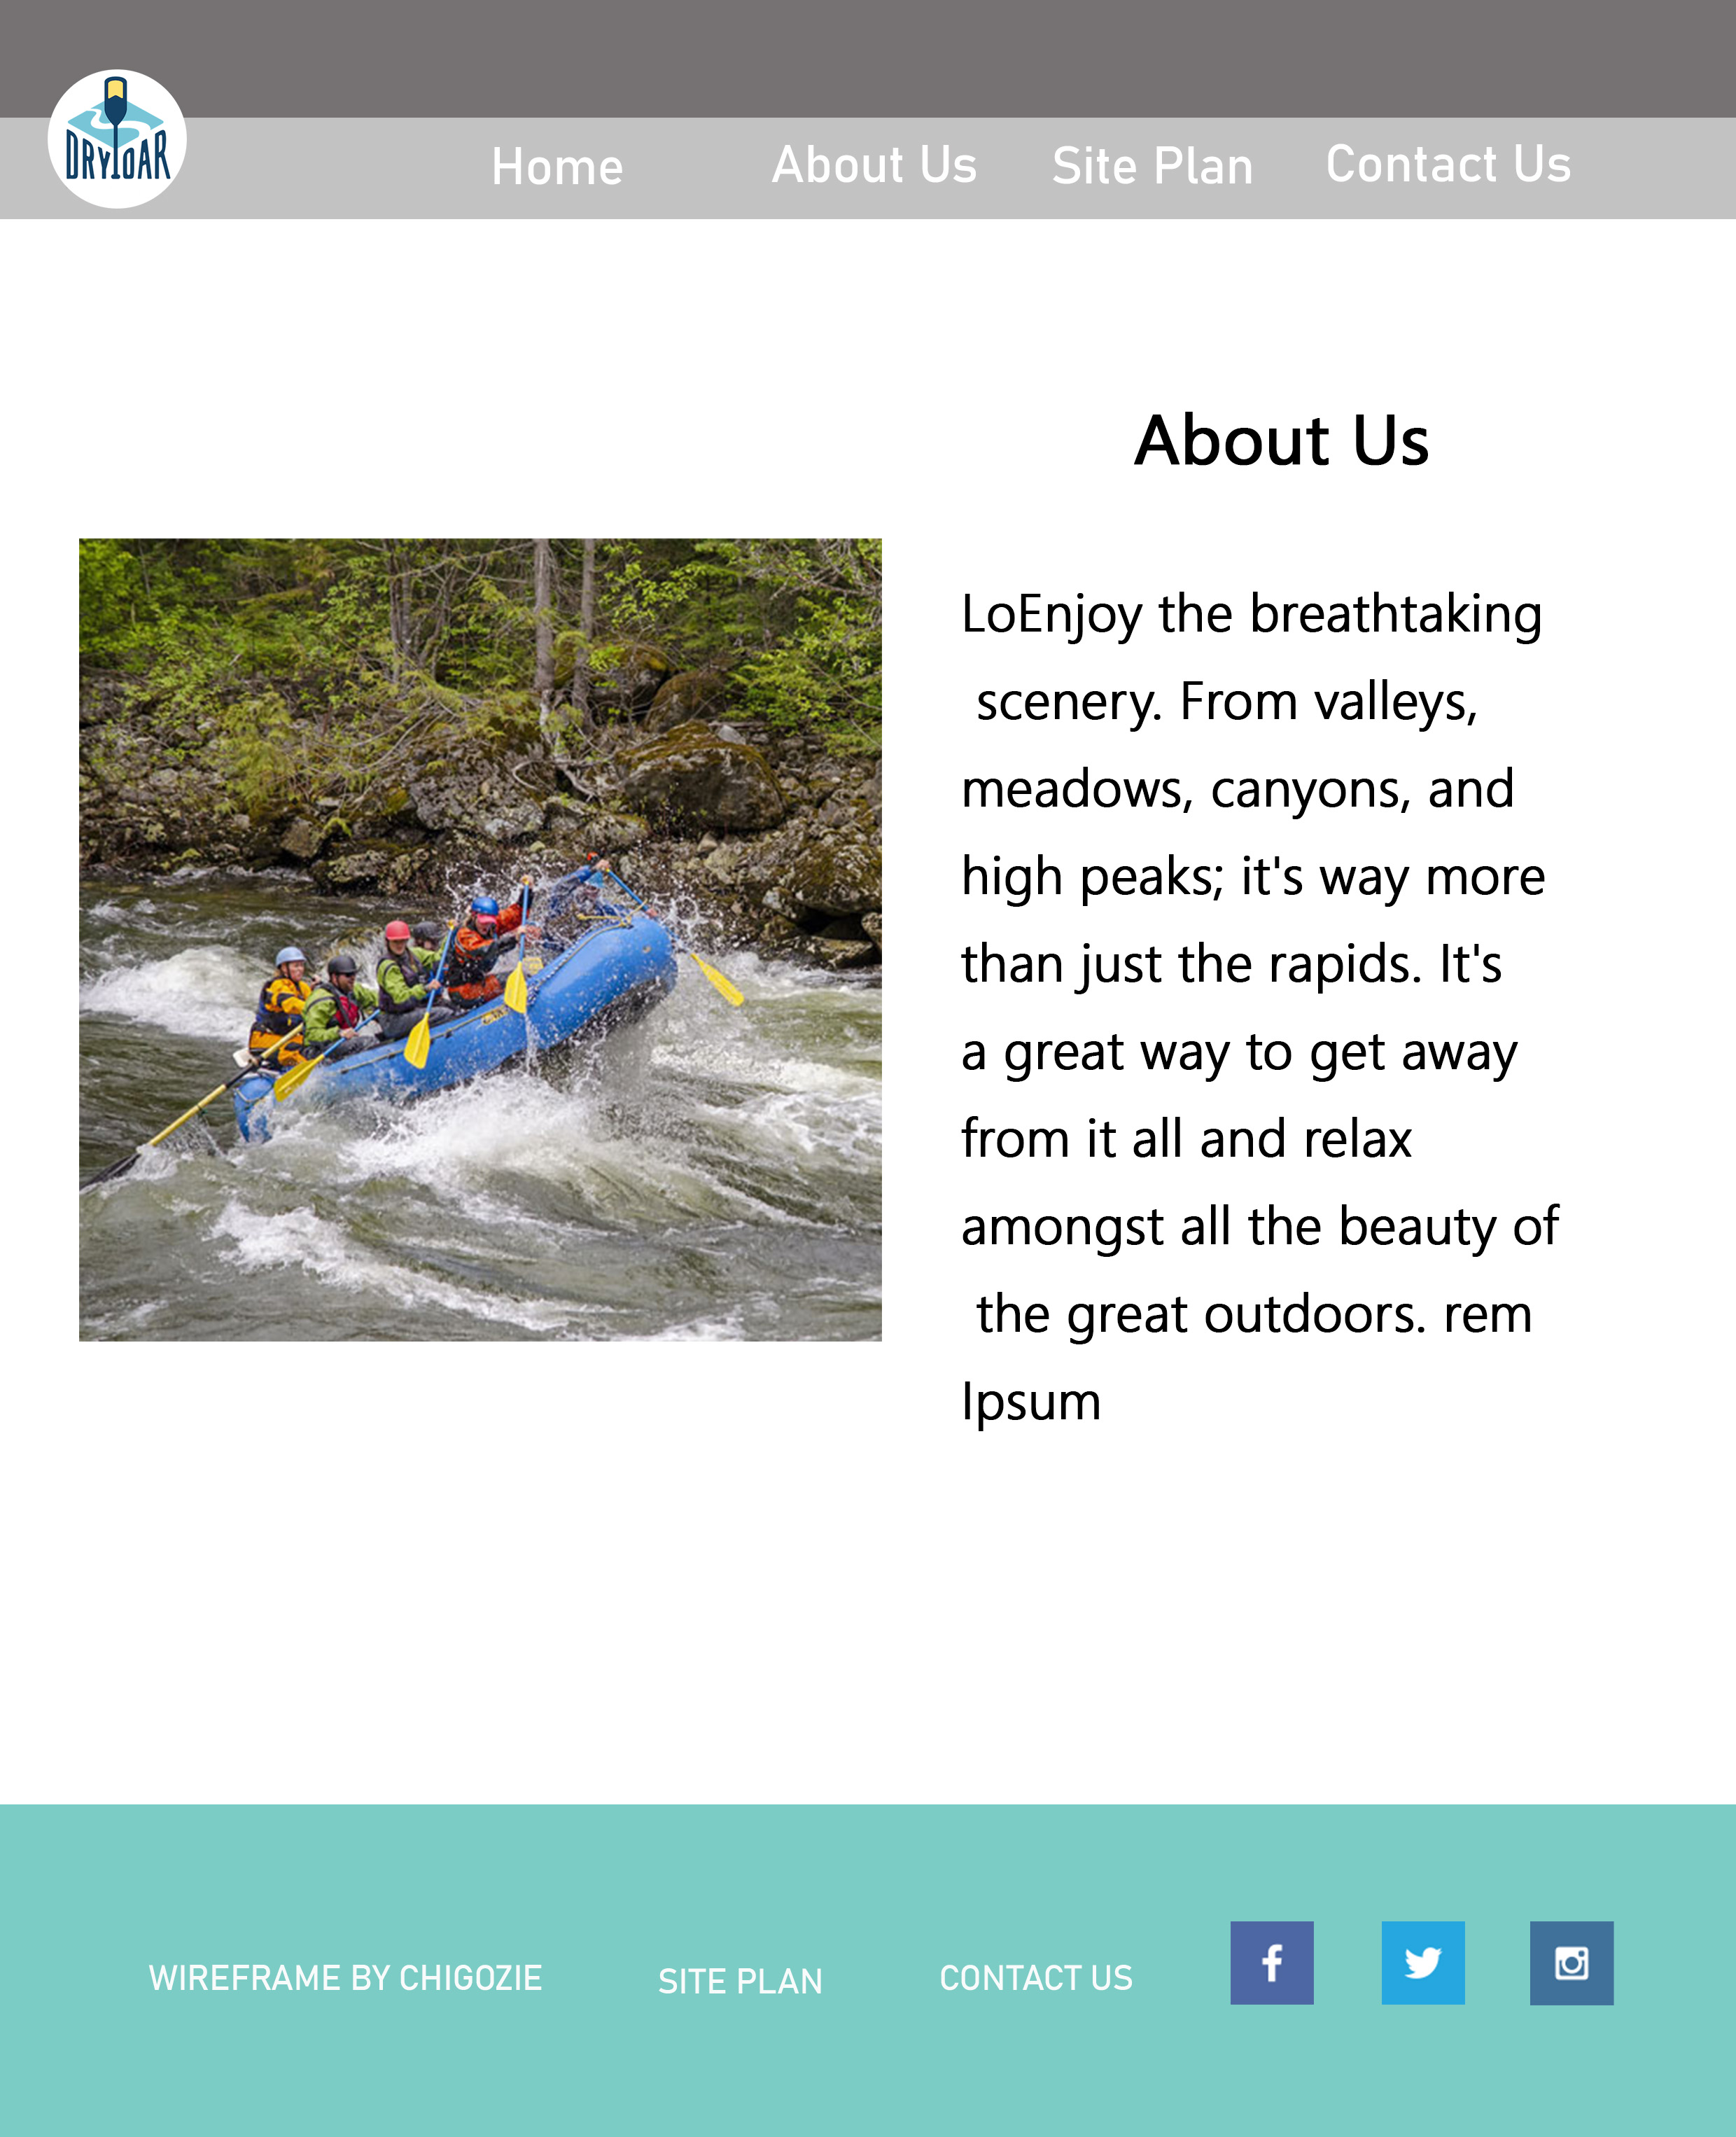 DRY OAR
Home About Us Site Plan Contact Us
About Us
LoEnjoy the breathtaking
scenery. From valleys,
meadows, canyons, and
high peaks; it's way more
than just the rapids. It's
a great way to get away
from it all and relax
amongst all the beauty of
the great outdoors. rem
Ipsum
WIREFRAME BY CHIGOZIE SITE PLAN CONTACT US